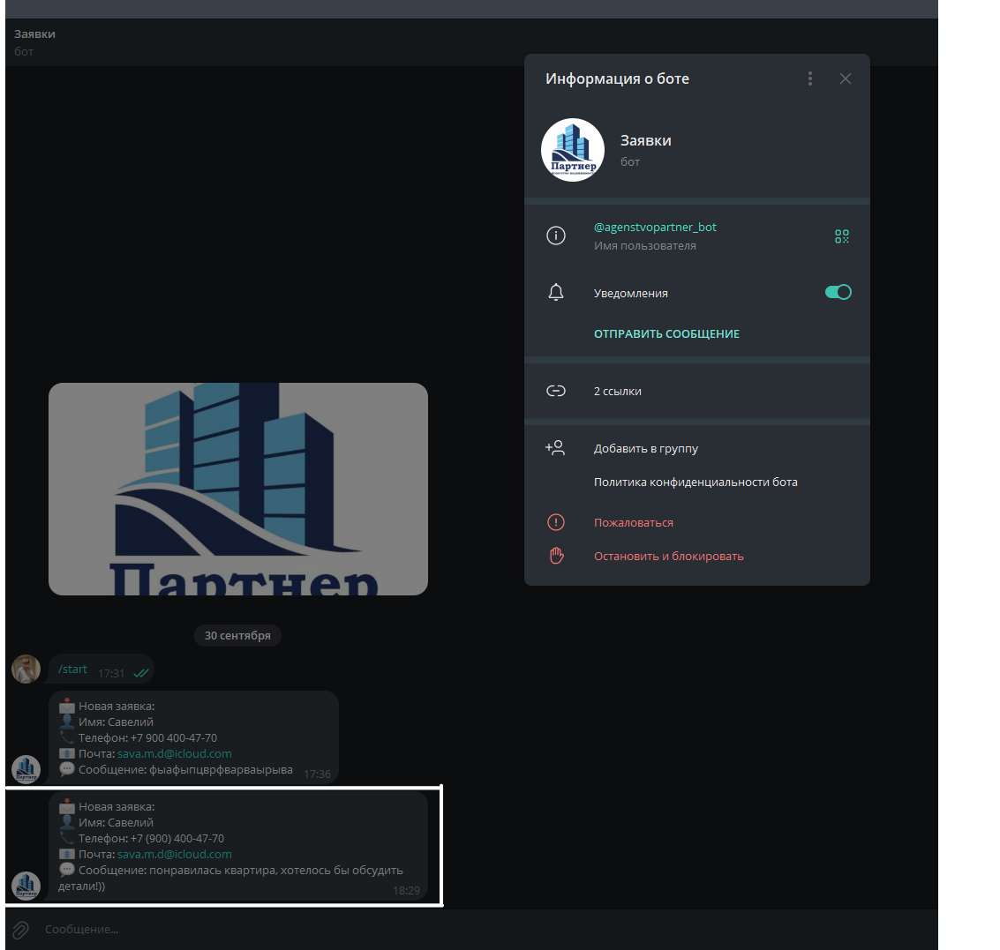 Заявки
бот
Информация о боте
Партнер
Заявки
бот
@agenstvopartner_bot
Имя пользователя
Уведомления
ОТПРАВИТЬ СООБЩЕНИЕ
2 ссылки
Добавить в группу
Политика конфиденциальности бота
Пожаловаться
Остановить и блокировать
Партнер
30 сентября
/start 17:31
Новая заявка:
Имя: Савелий
Телефон: +7 900 400-47-70
Почта: sava.m.d@icloud.com
Сообщение: фыафыпцврфварваырыва 17:36
Партнер
Новая заявка:
Имя: Савелий
Телефон: +7 (900) 400-47-70
Почта: sava.m.d@icloud.com
Сообщение: понравилась квартира, хотелось бы обсудить
детали!)) 18:29
Партнер
Сообщение...